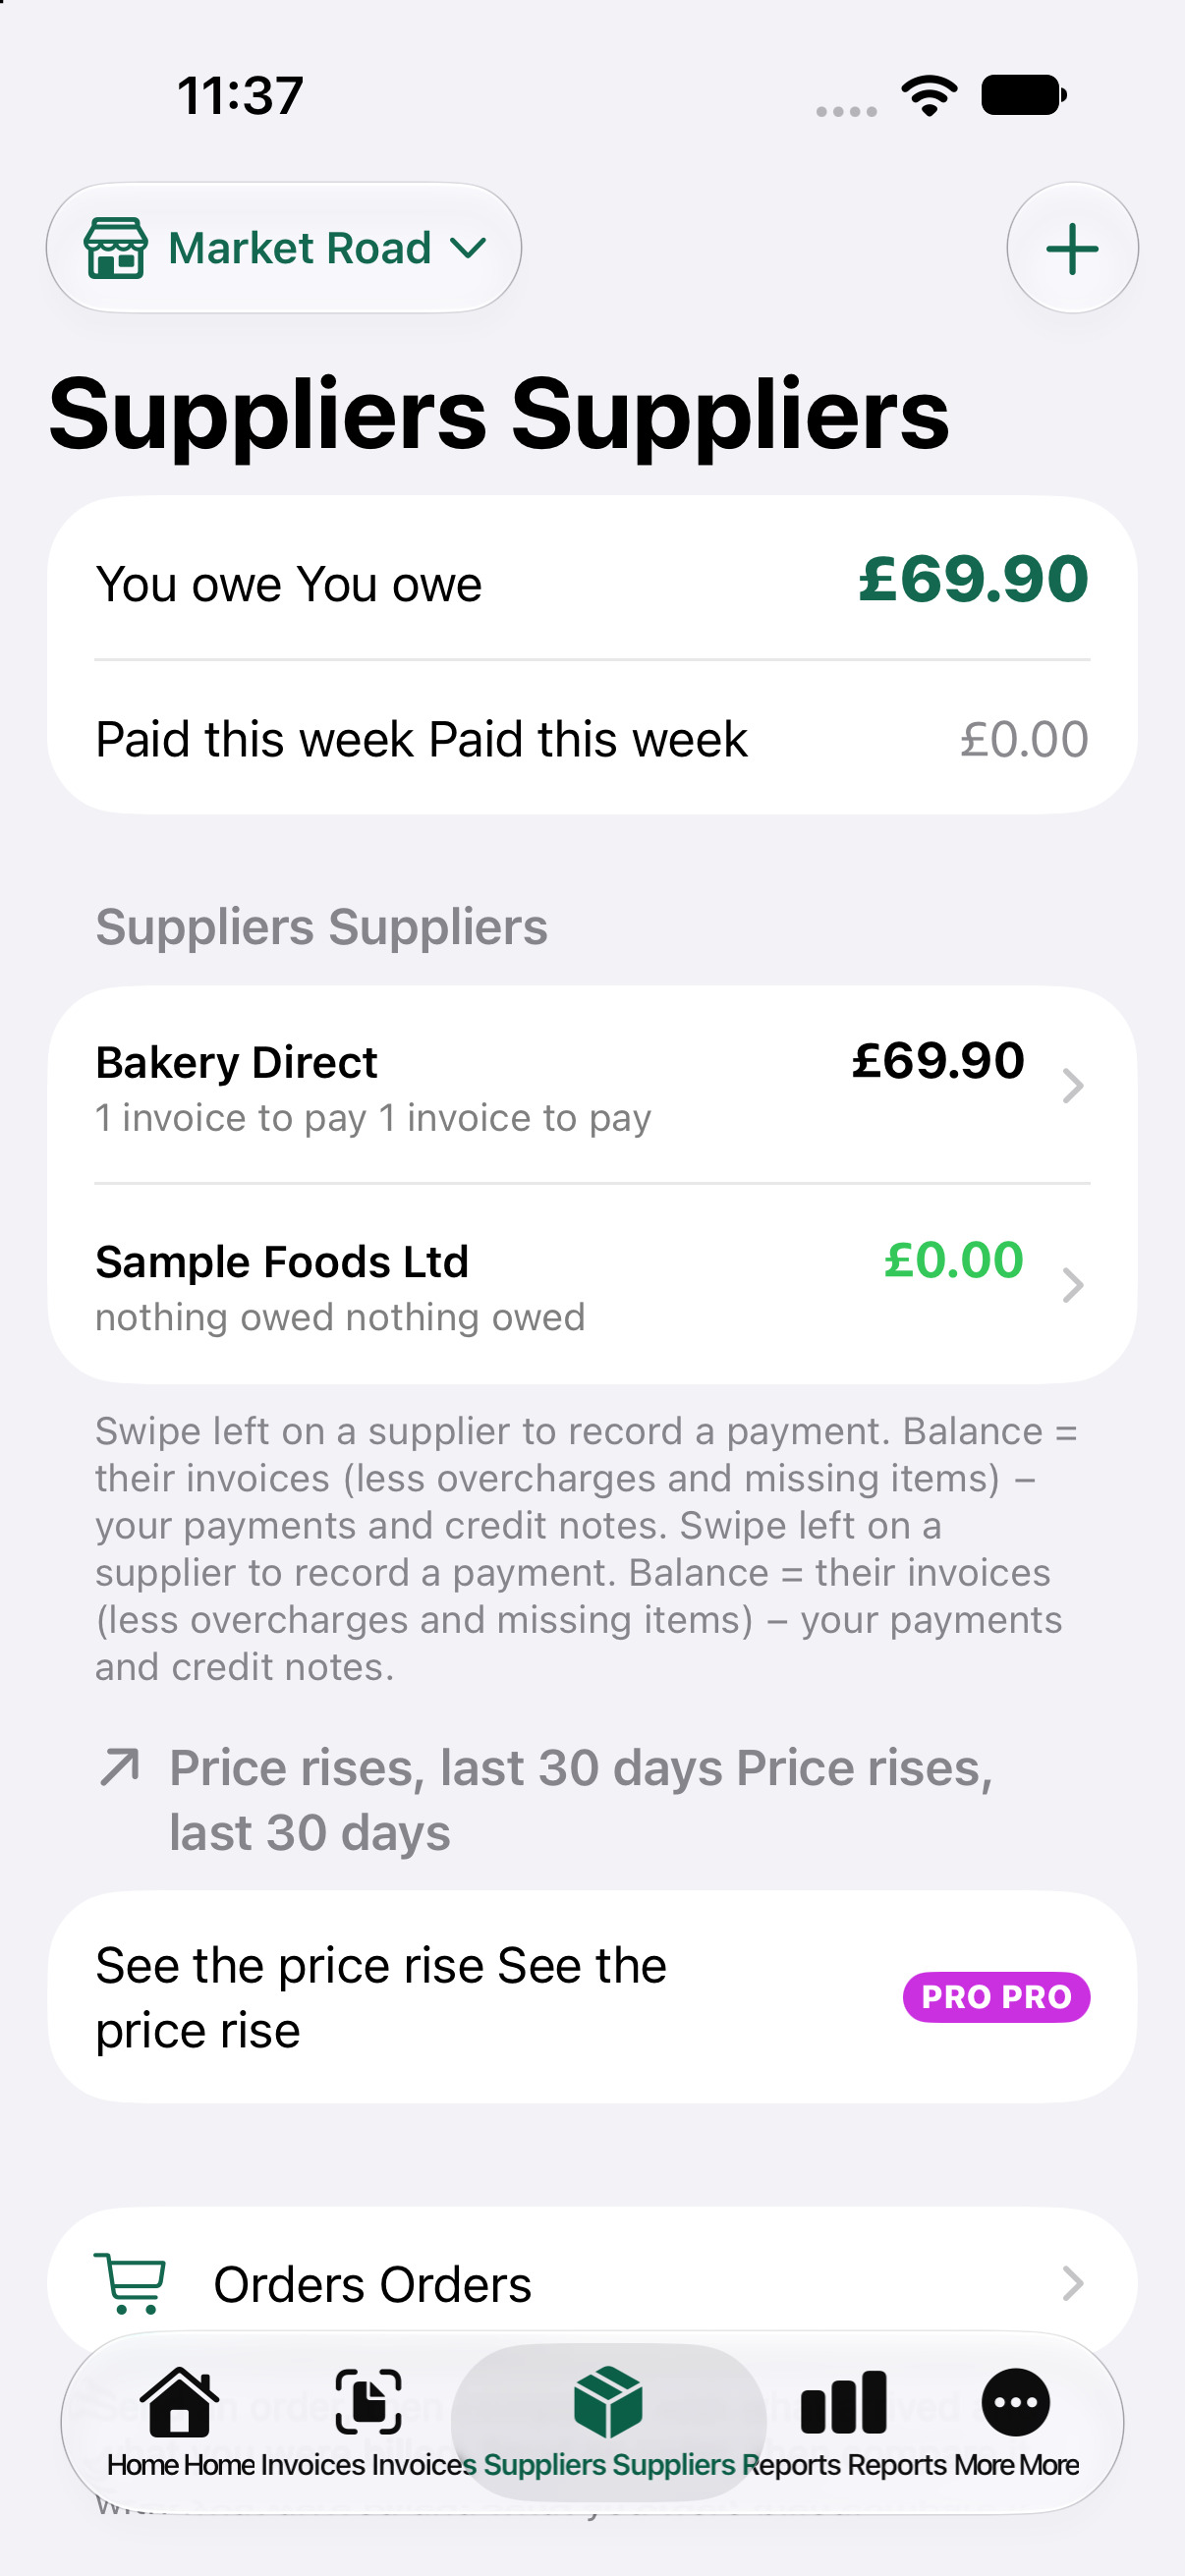 11:37
Market Road
Suppliers Suppliers
You owe You owe £69.90
Paid this week Paid this week £0.00
Suppliers Suppliers
Bakery Direct £69.90
1 invoice to pay 1 invoice to pay
Sample Foods Ltd £0.00
nothing owed nothing owed
Swipe left on a supplier to record a payment. Balance =
their invoices (less overcharges and missing items) –
your payments and credit notes. Swipe left on a
supplier to record a payment. Balance = their invoices
(less overcharges and missing items) – your payments
and credit notes.
Price rises, last 30 days Price rises,
last 30 days
See the price rise See the
price rise
PRO PRO
Orders Orders
Home Home Invoices Invoices Suppliers Suppliers Reports Reports More More